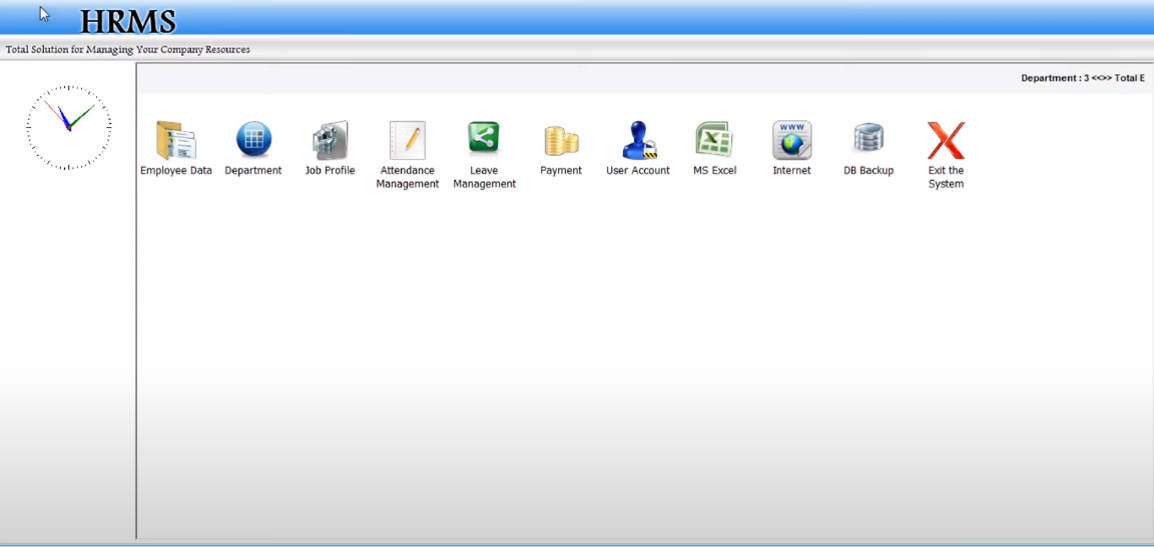 HRMS
Total Solution for Managing Your Company Resources
Department : 3 <<>> Total E
Employee Data
Department
Job Profile
Attendance
Management
Leave
Management
Payment
User Account
MS Excel
WWW
Internet
DB Backup
Exit the
System